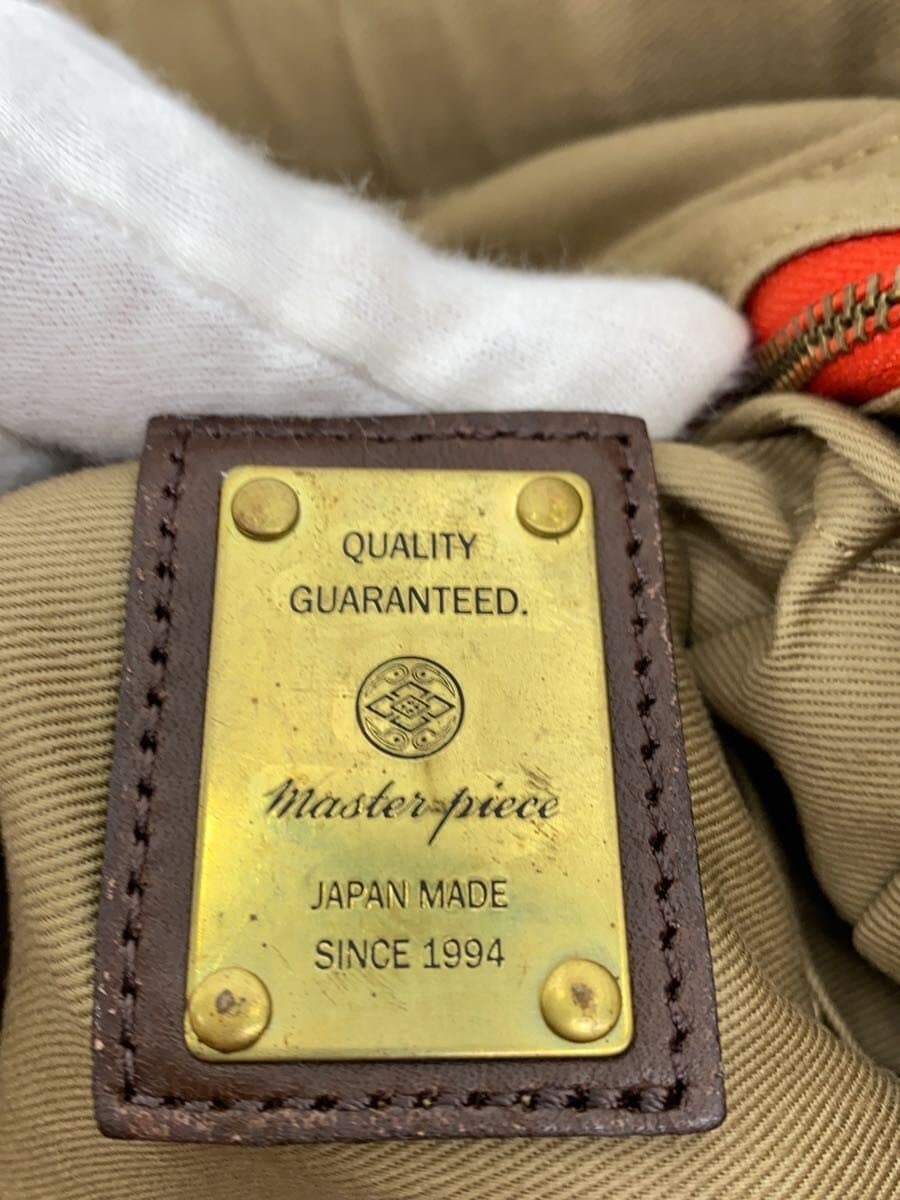 QUALITY
GUARANTEED.
Master-piece
JAPAN MADE
SINCE 1994